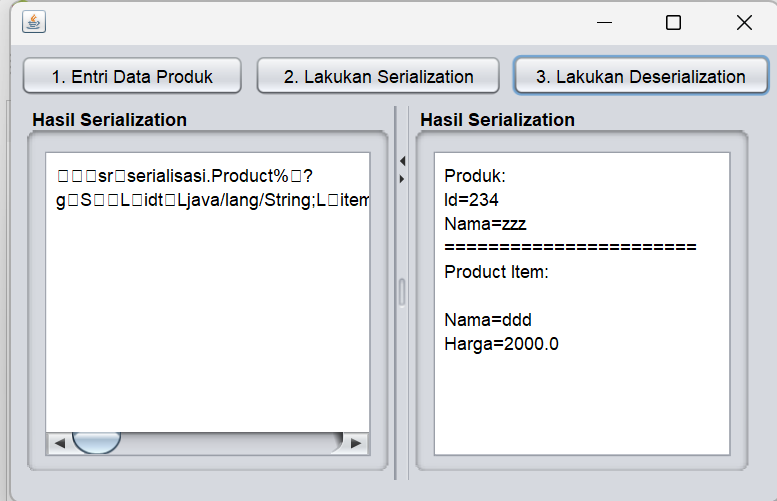 1. Entri Data Produk
2. Lakukan Serialization
3. Lakukan Deserialization
Hasil Serialization
□□□sr□serialisasi.Product%□?
g□S□□L□idt□Ljava/lang/String;L□item
Hasil Serialization
Produk:
Id=234
Nama=zzz
=======================
Product Item:
Nama=ddd
Harga=2000.0